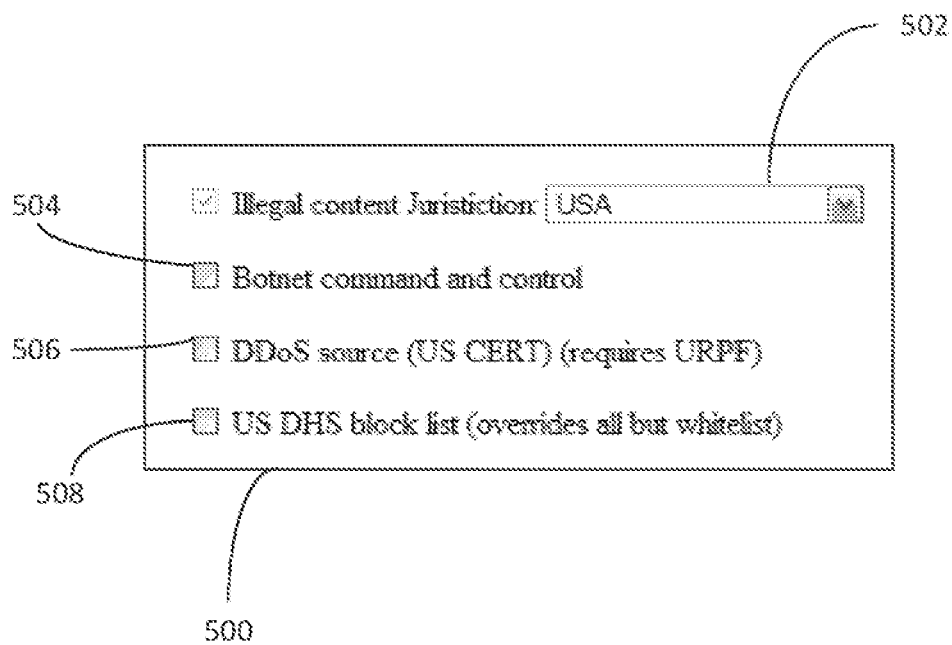 502
504
Illegal content Juristiction: USA
Botnet command and control
506
DDoS source (US CERT) (requires URPF)
US DHS block list (overrides all but whitelist)
508
500